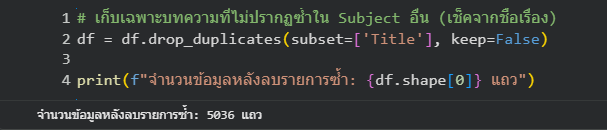 1 # เก็บเฉพาะบทความที่ไม่ปรากฏซ้ำใน Subject อื่น (เช็คจากชื่อเรื่อง)
2 df = df.drop_duplicates(subset=['Title'], keep=False)
3
4 print(f"จำนวนข้อมูลหลังลบรายการซ้ำ: {df.shape[0]} แถว")
จำนวนข้อมูลหลังลบรายการซ้ำ: 5036 แถว